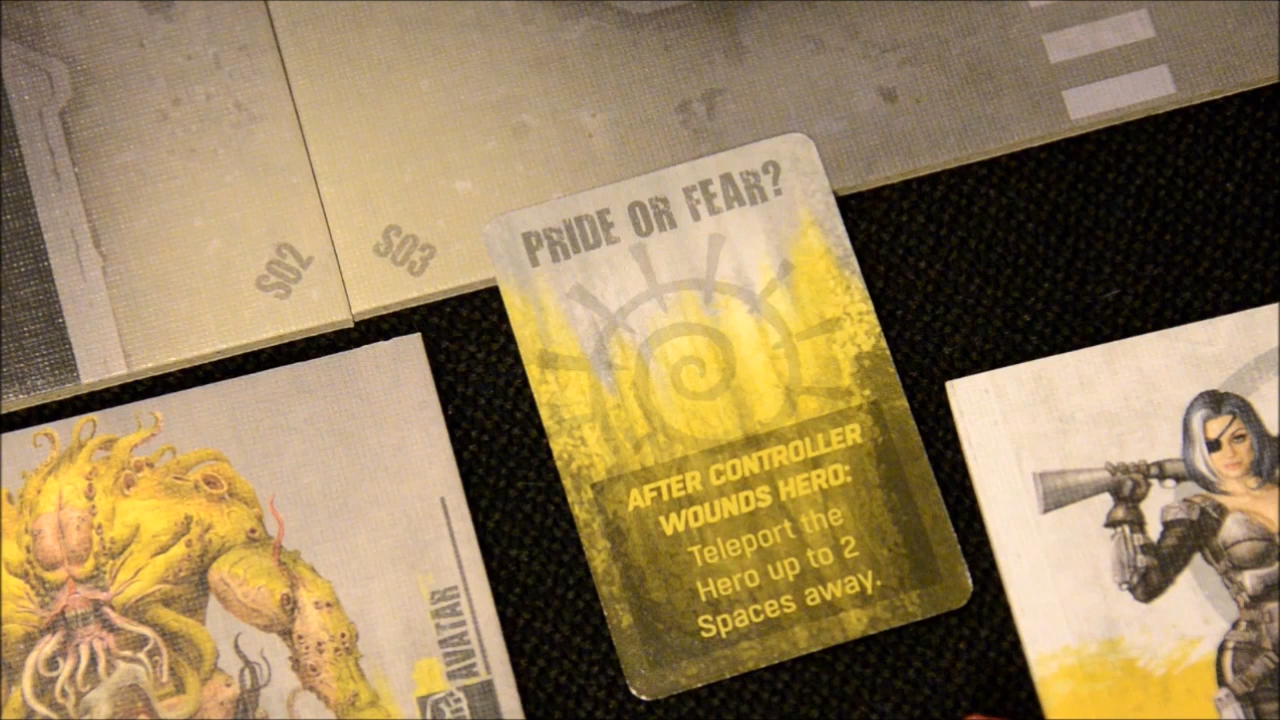 S02
S03
PRIDE OR FEAR?
AFTER CONTROLLER
WOUNDS HERO:
Teleport the
Hero up to 2
Spaces away.
AVATAR